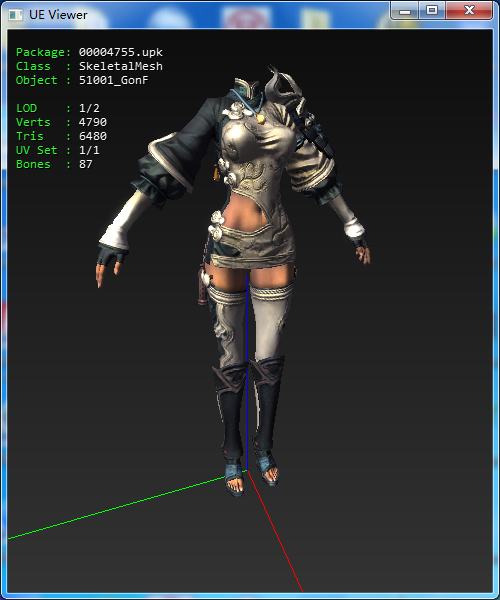 UE Viewer
Package: 00004755.upk
Class : SkeletalMesh
Object : 51001_GonF
LOD : 1/2
Verts : 4790
Tris : 6480
UV Set : 1/1
Bones : 87